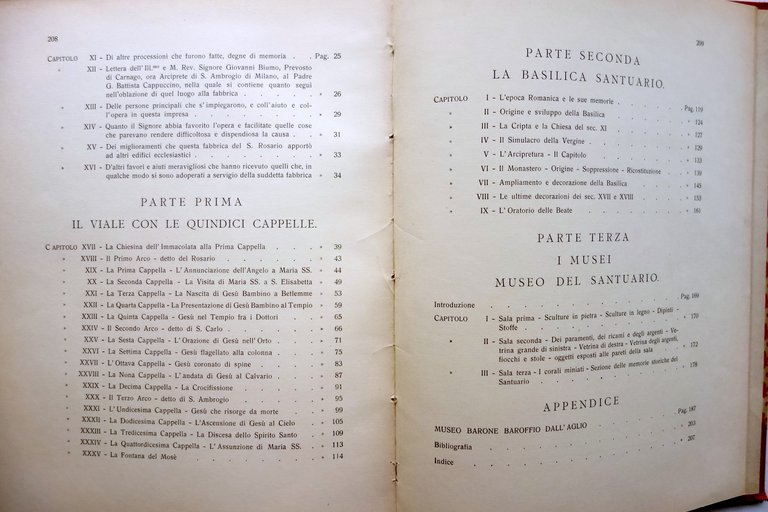 208
CAPITOLO XI - Di altre processioni che furono fatte, degne di memoria . . Pag. 25
» XII - Lettera dell'Ill.mo e M. Rev. Signore Giovanni Biumo, Prevosto
di Carnago, ora Arciprete di S. Ambrogio di Milano, al Padre
G. Battista Cappuccino, nella quale si contiene quanto seguì
nell'oblazione di quel luogo alla fabbrica . . . . . » 26
» XIII - Delle persone principali che s'impiegarono, e coll'aiuto e col-
l'opera in questa impresa . . . . . . . » 29
» XIV - Quanto il Signore abbia favorito l'opera e facilitate quelle cose
che parevano rendere difficoltosa e dispendiosa la causa . . » 31
» XV - Dei miglioramenti che questa fabbrica del S. Rosario apportò
ad altri edifici ecclesiastici . . . . . . . » 33
» XVI - D'altri favori e aiuti meravigliosi che hanno ricevuto quelli che, in
qualche modo si sono adoperati a servigio della suddetta fabbrica » 34
PARTE PRIMA
IL VIALE CON LE QUINDICI CAPPELLE.
CAPITOLO XVII - La Chiesina dell'Immacolata alla Prima Cappella . . . » 39
» XVIII - Il Primo Arco - detto del Rosario . . . . . » 43
» XIX - La Prima Cappella - L'Annunciazione dell'Angelo a Maria SS. » 44
» XX - La Seconda Cappella - La Visita di Maria SS. a S. Elisabetta » 49
» XXI - La Terza Cappella - La Nascita di Gesù Bambino a Betlemme » 53
» XXII - La Quarta Cappella - La Presentazione di Gesù Bambino al Tempio » 59
» XXIII - La Quinta Cappella - Gesù nel Tempio fra i Dottori . . » 65
» XXIV - Il Secondo Arco - detto di S. Carlo . . . . . » 66
» XXV - La Sesta Cappella - L'Orazione di Gesù nell'Orto . . . » 71
» XXVI - La Settima Cappella - Gesù flagellato alla colonna . . . » 75
» XXVII - L'Ottava Cappella - Gesù coronato di spine . . . . » 83
» XXVIII - La Nona Cappella - L'andata di Gesù al Calvario . . . » 87
» XXIX - La Decima Cappella - La Crocifissione . . . . » 91
» XXX - Il Terzo Arco - detto di S. Ambrogio . . . . . » 95
» XXXI - L'Undicesima Cappella - Gesù che risorge da morte . . . » 99
» XXXII - La Dodicesima Cappella - L'Ascensione di Gesù al Cielo . . » 105
» XXXIII - La Tredicesima Cappella - La Discesa dello Spirito Santo . » 109
» XXXIV - La Quattordicesima Cappella - L'Assunzione di Maria SS. . » 113
» XXXV - La Fontana del Mosè . . . . . . . » 114
209
PARTE SECONDA
LA BASILICA SANTUARIO.
CAPITOLO I - L'epoca Romanica e le sue memorie . . . . Pag. 119
» II - Origine e sviluppo della Basilica . . . . . » 124
» III - La Cripta e la Chiesa del sec. XI . . . . . » 127
» IV - Il Simulacro della Vergine . . . . . . » 129
» V - L'Arcipretura - Il Capitolo . . . . . . » 133
» VI - Il Monastero - Origine - Soppressione - Ricostituzione . . » 139
» VII - Ampliamento e decorazione della Basilica . . . . » 145
» VIII - Le ultime decorazioni dei sec. XVII e XVIII . . . . » 153
» IX - L'Oratorio delle Beate . . . . . . . » 161
PARTE TERZA
I MUSEI
MUSEO DEL SANTUARIO.
Introduzione . . . . . . . . . Pag. 169
CAPITOLO I - Sala prima - Sculture in pietra - Sculture in legno - Dipinti -
Stoffe . . . . . . . . . » 170
» II - Sala seconda - Dei paramenti, dei ricami e degli argenti - Ve-
trina grande di sinistra - Vetrina di destra - Vetrina degli argenti,
fiocchi e stole - oggetti esposti alle pareti della sala . . » 172
» III - Sala terza - I corali miniati - Sezione delle memorie storiche del
Santuario . . . . . . . . . » 178
APPENDICE
MUSEO BARONE BAROFFIO DALL'AGLIO . . . . . Pag. 187
Bibliografia . . . . . . . . . » 203
Indice . . . . . . . . . . » 207